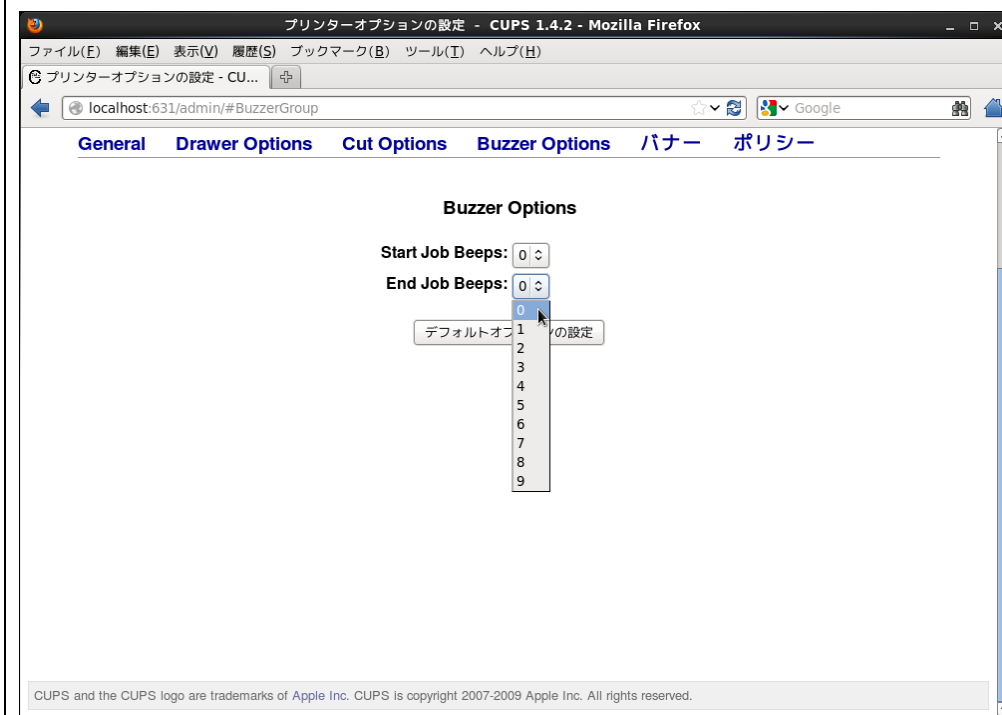 プリンターオプションの設定 - CUPS 1.4.2 - Mozilla Firefox
ファイル(F) 編集(E) 表示(V) 履歴(S) ブックマーク(B) ツール(T) ヘルプ(H)
プリンターオプションの設定 - CU...
localhost:631/admin/#BuzzerGroup Google
General Drawer Options Cut Options Buzzer Options バナー ポリシー
Buzzer Options
Start Job Beeps: 0
End Job Beeps: 0
0
デフォルトオプ の設定
1
2
3
4
5
6
7
8
9
CUPS and the CUPS logo are trademarks of Apple Inc. CUPS is copyright 2007-2009 Apple Inc. All rights reserved.